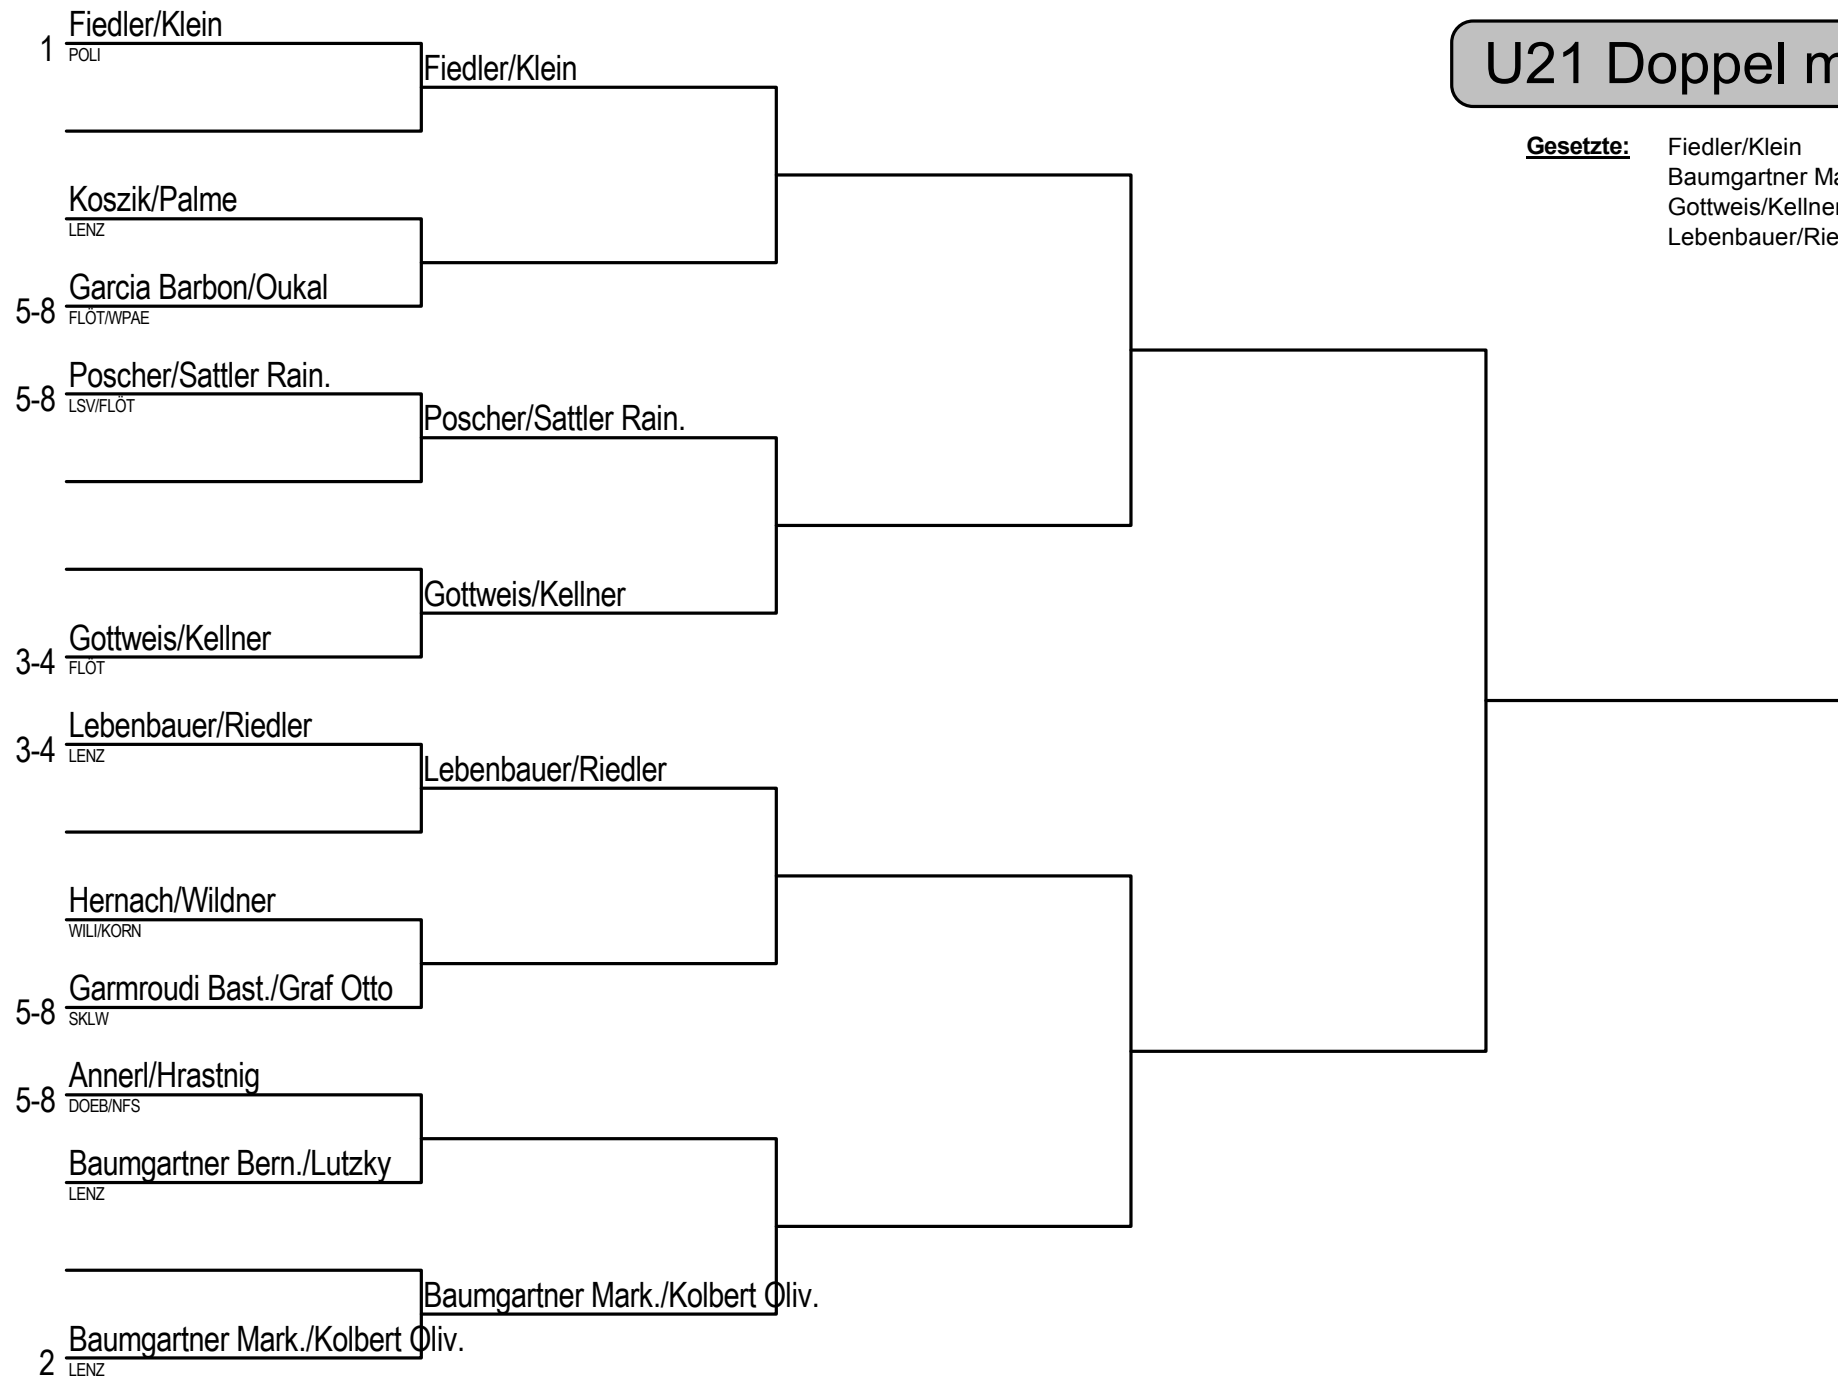 Fiedler/Klein
1
POLI
Fiedler/Klein
Koszik/Palme
LENZ
Garcia Barbon/Oukal
5-8
FLÖT/WPAE
Poscher/Sattler Rain.
5-8
LSV/FLÖT
Poscher/Sattler Rain.
Gottweis/Kellner
Gottweis/Kellner
3-4
FLÖT
Lebenbauer/Riedler
3-4
LENZ
Lebenbauer/Riedler
Hernach/Wildner
WILI/KORN
Garmroudi Bast./Graf Otto
5-8
SKLW
Annerl/Hrastnig
5-8
DOEB/NFS
Baumgartner Bern./Lutzky
LENZ
Baumgartner Mark./Kolbert Oliv.
Baumgartner Mark./Kolbert Oliv.
2
LENZ
U21 Doppel
Gesetzte: Fiedler/Klein
Baumgartner
Gottweis/Kellner
Lebenbauer/Rie